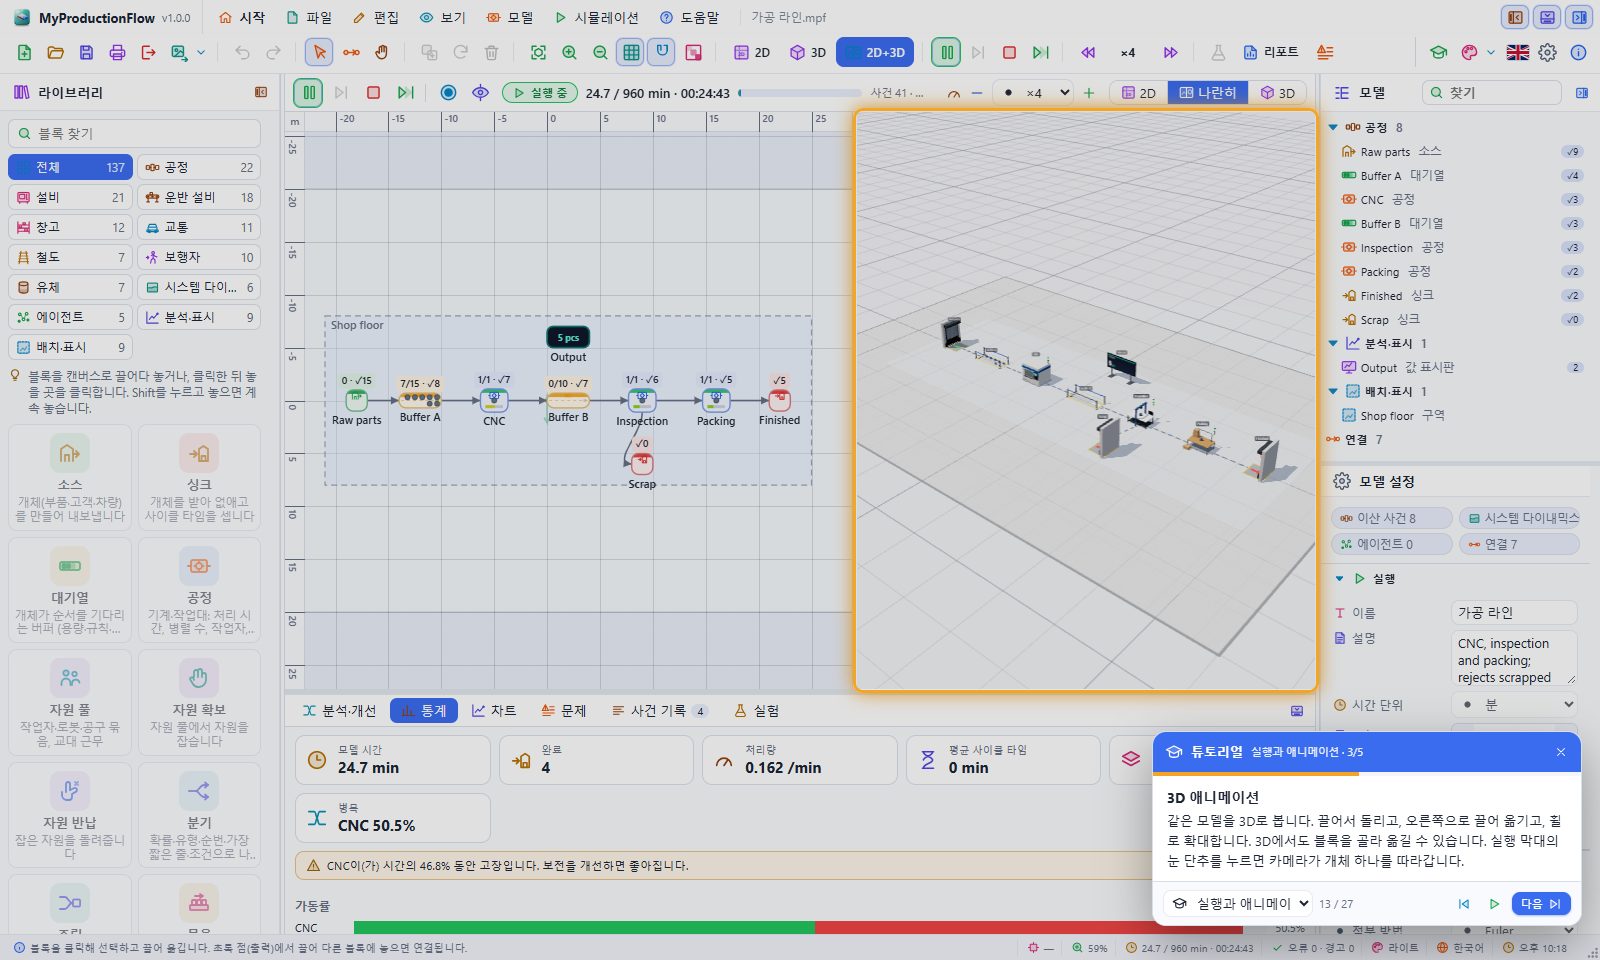 MyProductionFlow v1.0.0 시작 파일 편집 보기 모델 시뮬레이션 도움말 가공 라인.mpf
2D 3D 2D+3D ×4 리포트
라이브러리
블록 찾기
전체 137 공정 22
설비 21 운반 설비 18
창고 12 교통 11
철도 7 보행자 10
유체 7 시스템 다이... 6
에이전트 5 분석·표시 9
배치·표시 9
블록을 캔버스로 끌어다 놓거나, 클릭한 뒤 놓
을 곳을 클릭합니다. Shift를 누르고 놓으면 계
속 놓습니다.
소스 싱크
개체(부품·고객·차량) 개체를 받아 없애고
를 만들어 내보냅니다 사이클 타임을 셉니다
대기열 공정
개체가 순서를 기다리 기계·작업대: 처리 시
는 버퍼 (용량·규칙·... 간, 병렬 수, 작업자,..
자원 풀 자원 확보
작업자·로봇·공구 묶 자원 풀에서 자원을
음, 교대 근무 잡습니다
자원 반납 분기
잡은 자원을 돌려줍니 확률·유형·순번·가장
다 짧은 줄·조건으로 나..
실행 중 24.7 / 960 min · 00:24:43 사건 41 · ... ×4 2D 나란히 3D
m -20 -15 -10 -5 0 5 10 15 20 25
-25
-20
-15
-10
-5
0
5
10
15
20
25
Shop floor
5 pcs
Output
0 · ✓15 7/15 · ✓8 1/1 · ✓7 0/10 · ✓7 1/1 · ✓6 1/1 · ✓5 ✓5
Raw parts Buffer A CNC Buffer B Inspection Packing Finished
✓0
Scrap
분석·개선 통계 차트 문제 사건 기록 4 실험
모델 시간
24.7 min
완료
4
처리량
0.162 /min
평균 사이클 타임
0 min
병목
CNC 50.5%
CNC이(가) 시간의 46.8% 동안 고장입니다. 보전을 개선하면 좋아집니다.
가동률
CNC 50.5%
모델 찾기
공정 8
Raw parts 소스 ✓9
Buffer A 대기열 ✓4
CNC 공정 ✓3
Buffer B 대기열 ✓3
Inspection 공정 ✓3
Packing 공정 ✓2
Finished 싱크 ✓2
Scrap 싱크 ✓0
분석·표시 1
Output 값 표시판 2
배치·표시 1
Shop floor 구역
연결 7
모델 설정
이산 사건 8 시스템 다이내믹스
에이전트 0 연결 7
실행
이름 가공 라인
설명 CNC, inspection
and packing;
rejects scrapped
시간 단위 분
튜토리얼 실행과 애니메이션 · 3/5
3D 애니메이션
같은 모델을 3D로 봅니다. 끌어서 돌리고, 오른쪽으로 끌어 옮기고, 휠
로 확대합니다. 3D에서도 블록을 골라 옮길 수 있습니다. 실행 막대의
눈 단추를 누르면 카메라가 개체 하나를 따라갑니다.
실행과 애니메이 13 / 27 다음
Euler
블록을 클릭해 선택하고 끌어 옮깁니다. 초록 점(출력)에서 끌어 다른 블록에 놓으면 연결됩니다.
— 59% 24.7 / 960 min · 00:24:43 오류 0 · 경고 0 라이트 한국어 오후 10:18